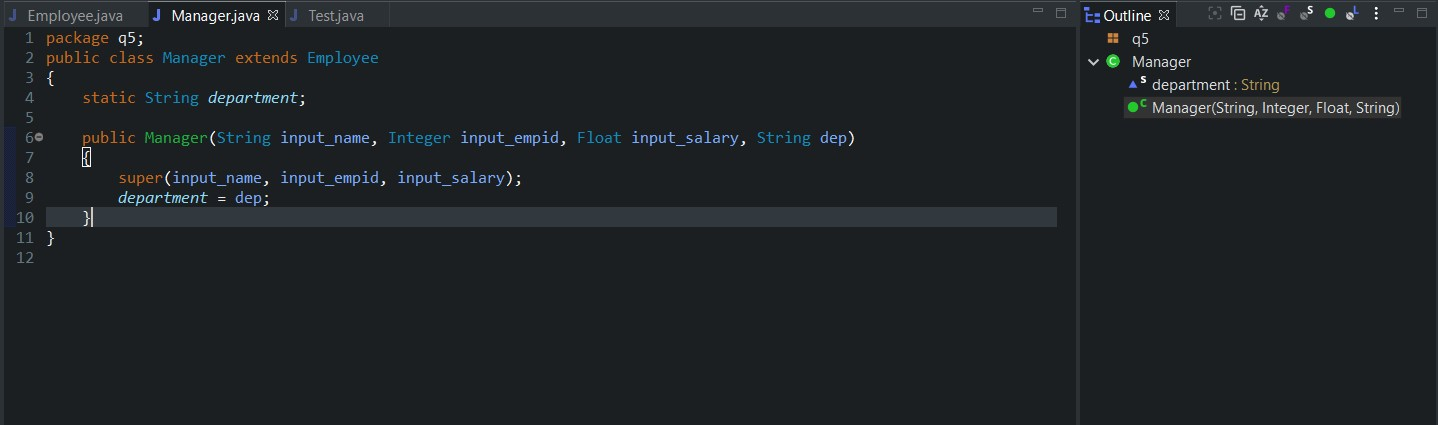 Employee.java Manager.java Test.java
1 package q5;
2 public class Manager extends Employee
3 {
4     static String department;
5
6     public Manager(String input_name, Integer input_empid, Float input_salary, String dep)
7     {
8         super(input_name, input_empid, input_salary);
9         department = dep;
10     }
11 }
12
Outline
q5
Manager
department : String
Manager(String, Integer, Float, String)